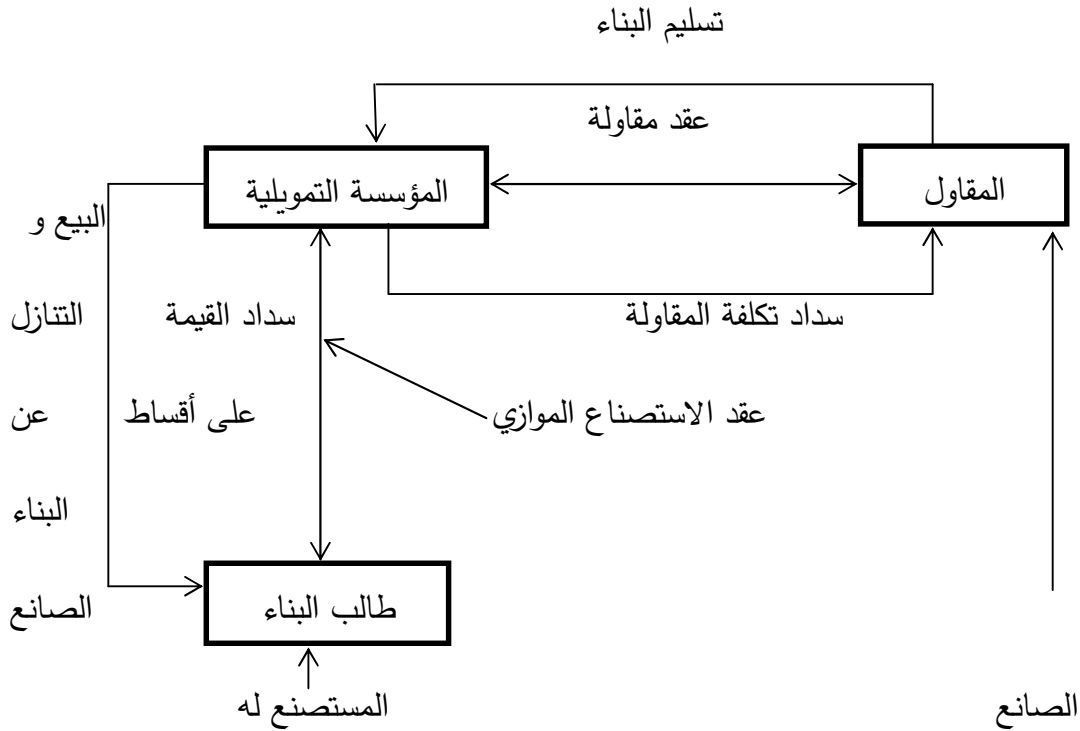 تسليم البناء
عقد مقاولة
المقاول
المؤسسة التمويلية
البيع و
سداد تكلفة المقاولة
سداد القيمة
التنازل
عقد الاستصناع الموازي
على أقساط
عن
البناء
طالب البناء
الصانع
الصانع
المستصنع له